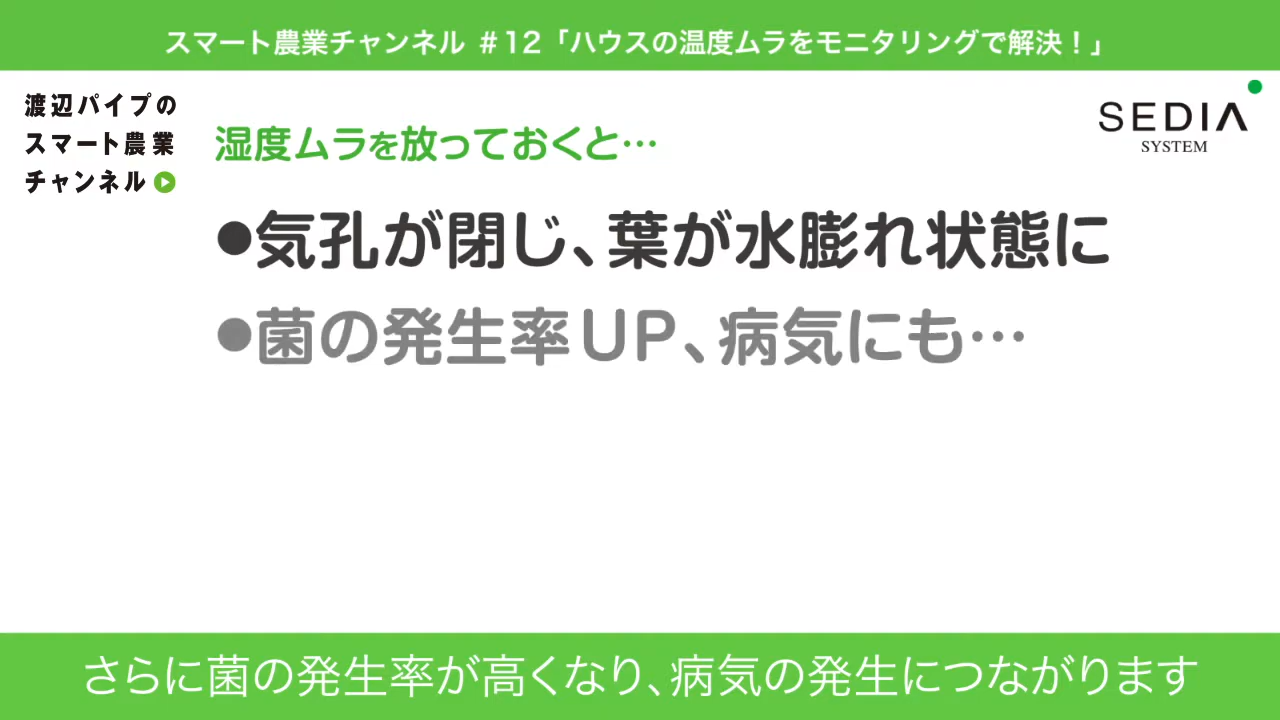 スマート農業チャンネル #12「ハウスの温度ムラをモニタリングで解決!」
渡辺パイプの
スマート農業
チャンネル
SEDIA
SYSTEM
湿度ムラを放っておくと…
●気孔が閉じ、葉が水膨れ状態に
●菌の発生率UP、病気にも…
さらに菌の発生率が高くなり、病気の発生につながります